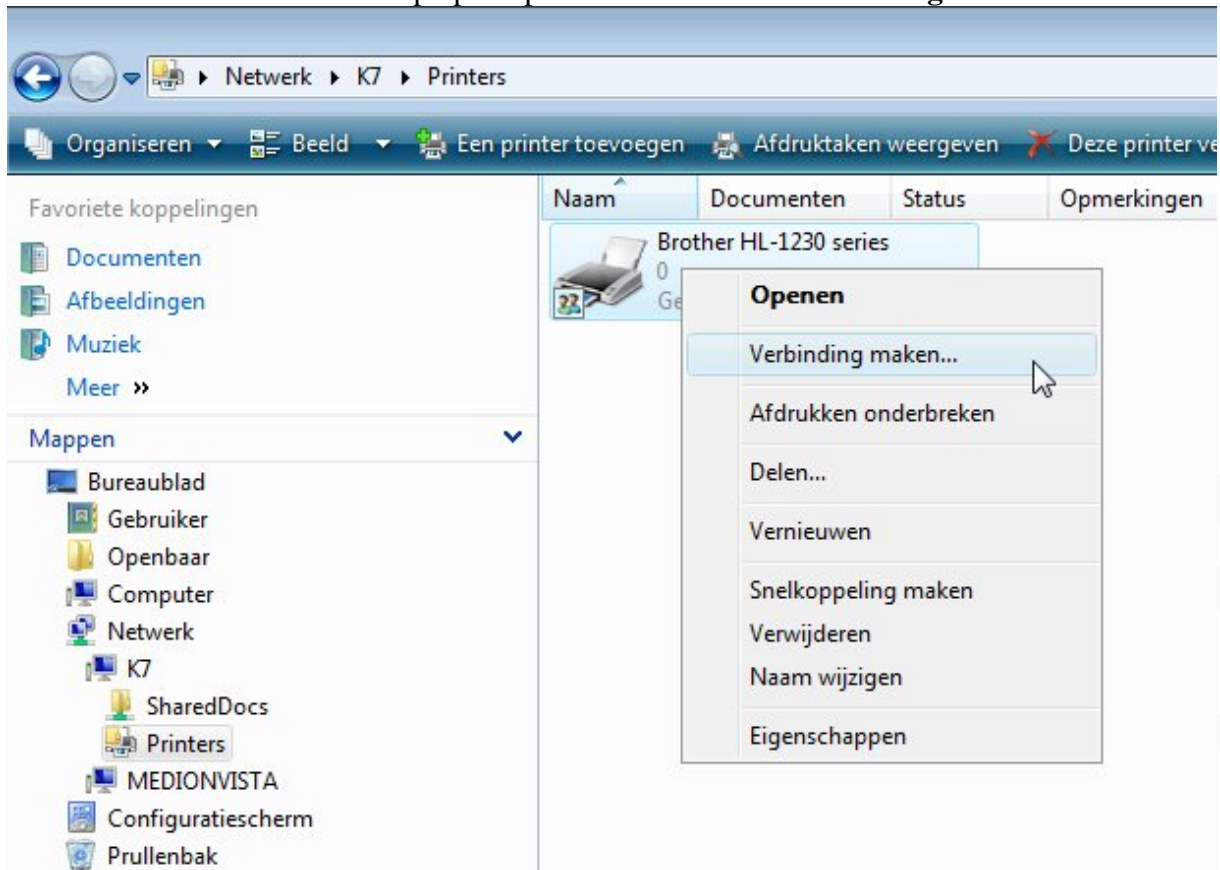 Netwerk ▸ K7 ▸ Printers
Organiseren Beeld Een printer toevoegen Afdruktaken weergeven Deze printer ve
Favoriete koppelingen
Documenten
Afbeeldingen
Muziek
Meer »
Mappen
Bureaublad
Gebruiker
Openbaar
Computer
Netwerk
K7
SharedDocs
Printers
MEDIONVISTA
Configuratiescherm
Prullenbak
Naam Documenten Status Opmerkingen
Brother HL-1230 series
0
Ge
Openen
Verbinding maken...
Afdrukken onderbreken
Delen...
Vernieuwen
Snelkoppeling maken
Verwijderen
Naam wijzigen
Eigenschappen